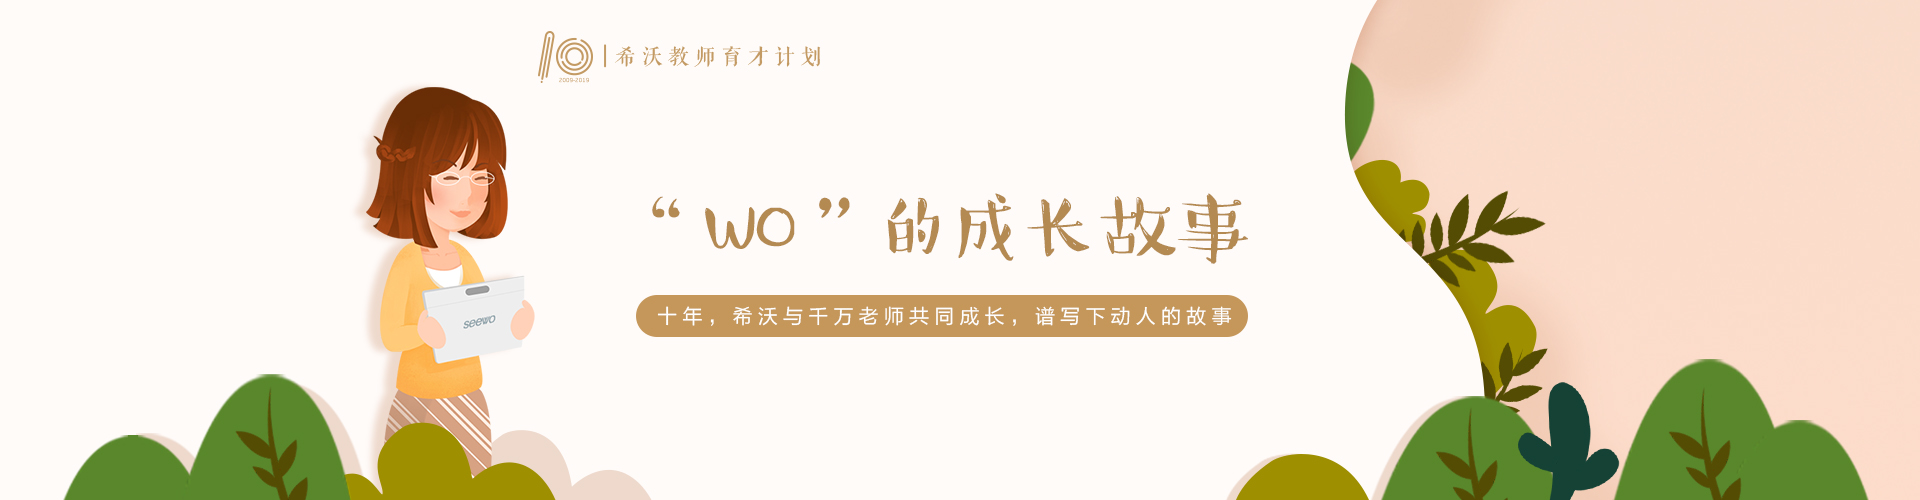 10 | 希沃教师育才计划
2009-2019
“wo”的成长故事
十年，希沃与千万老师共同成长，谱写下动人的故事
seewo